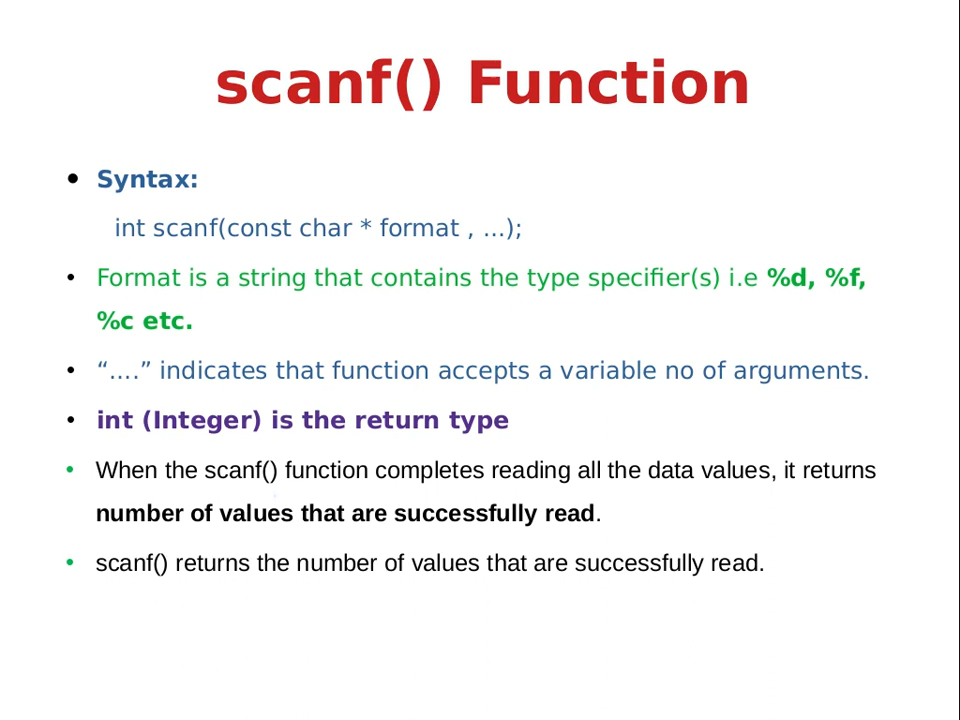 scanf() Function
• Syntax:
int scanf(const char * format , ...);
• Format is a string that contains the type specifier(s) i.e %d, %f,
%c etc.
• “....” indicates that function accepts a variable no of arguments.
• int (Integer) is the return type
• When the scanf() function completes reading all the data values, it returns
number of values that are successfully read.
• scanf() returns the number of values that are successfully read.